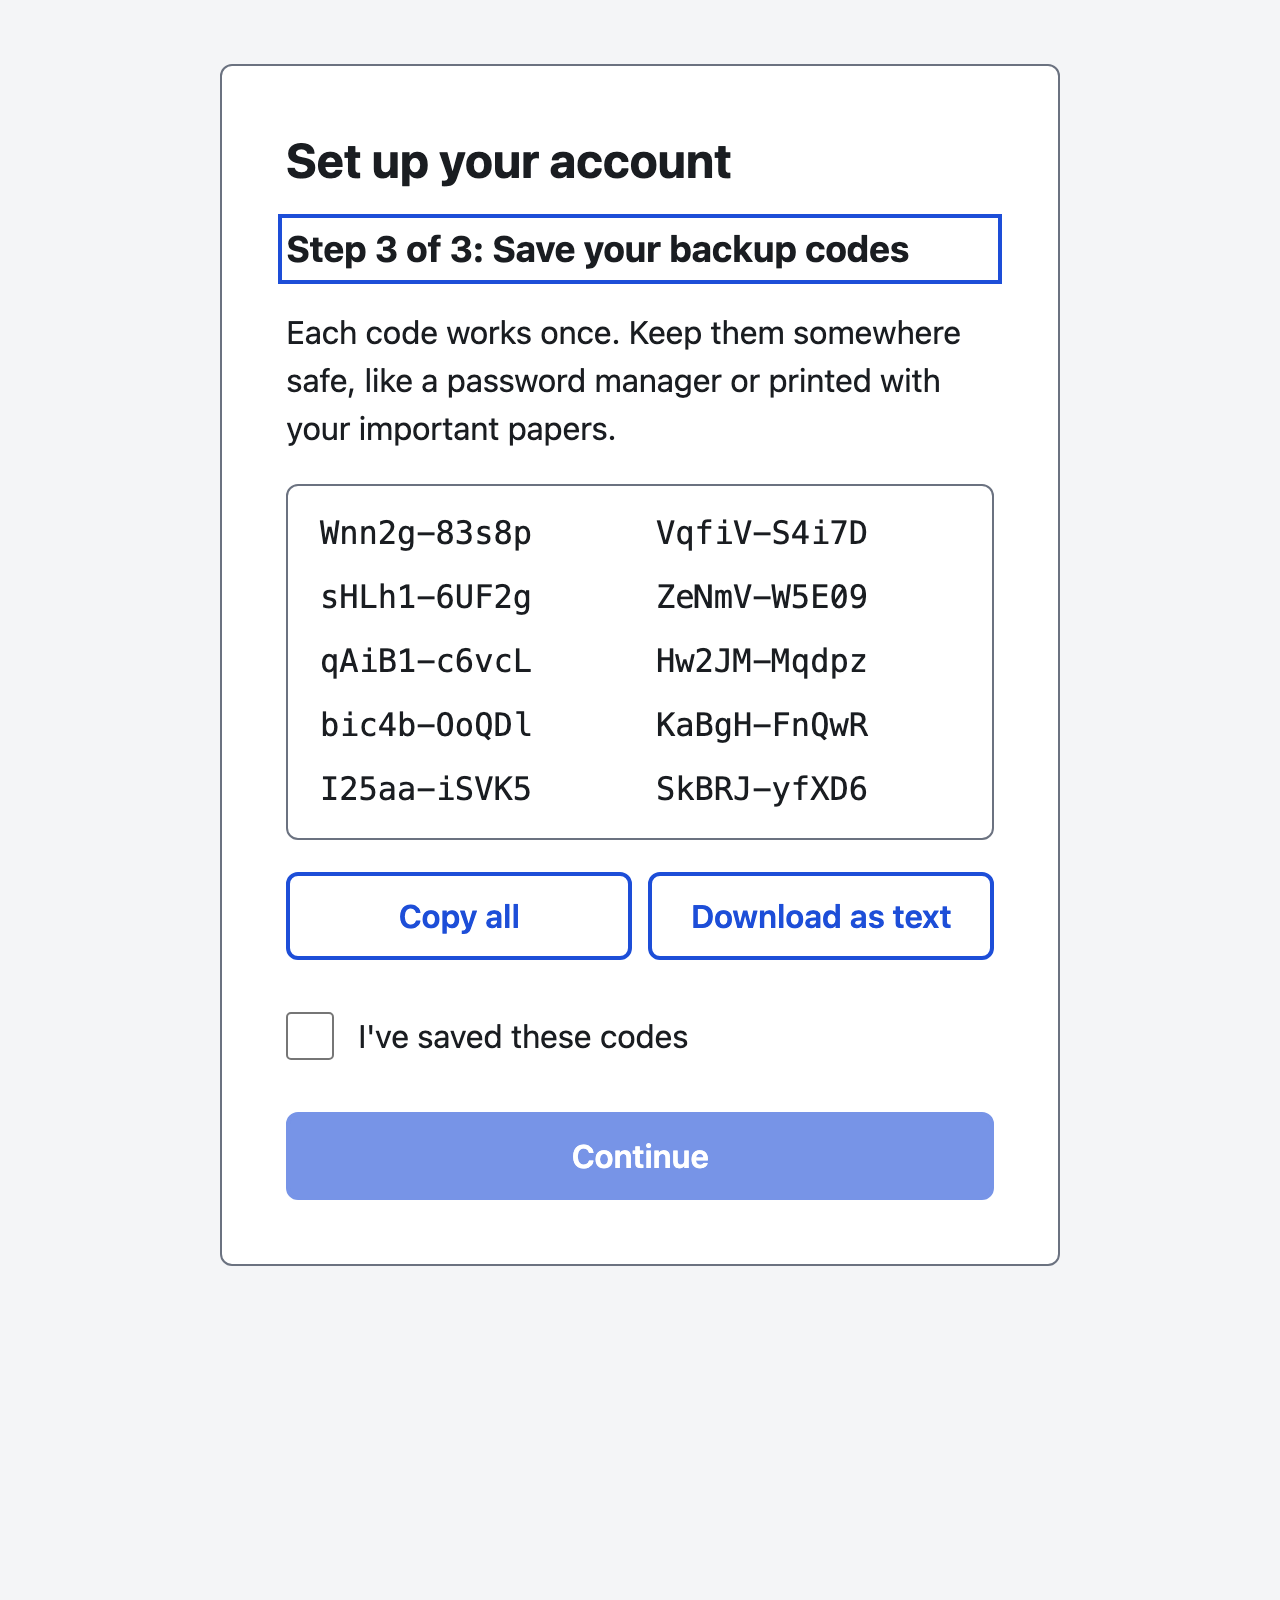 Set up your account
Step 3 of 3: Save your backup codes
Each code works once. Keep them somewhere
safe, like a password manager or printed with
your important papers.
Wnn2g-83s8p VqfiV-S4i7D
sHLh1-6UF2g ZeNmV-W5E09
qAiB1-c6vcL Hw2JM-Mqdpz
bic4b-OoQDl KaBgH-FnQwR
I25aa-iSVK5 SkBRJ-yfXD6
Copy all Download as text
I've saved these codes
Continue